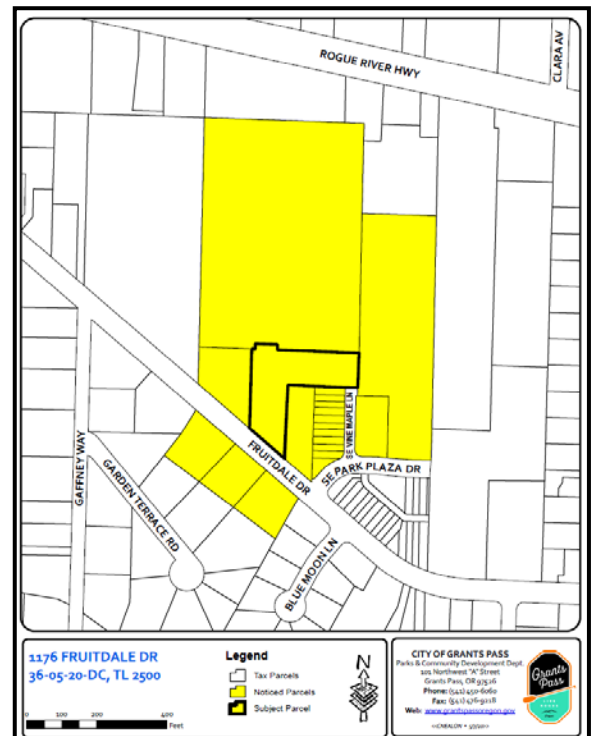 ROGUE RIVER HWY
CLARA AV
SE VINE MAPLE LN
FRUITDALE DR
SE PARK PLAZA DR
GAFFNEY WAY
GARDEN TERRACE RD
BLUE MOON LN
1176 FRUITDALE DR
36-05-20-DC, TL 2500
0 100 200 400
Feet
Legend
Tax Parcels
Noticed Parcels
Subject Parcel
N
CITY OF GRANTS PASS
Parks & Community Development Dept.
101 Northwest "A" Street
Grants Pass, OR 97526
Phone: (541) 450-6060
Fax: (541) 476-9218
Web: www.grantspassoregon.gov
Grants
Pass